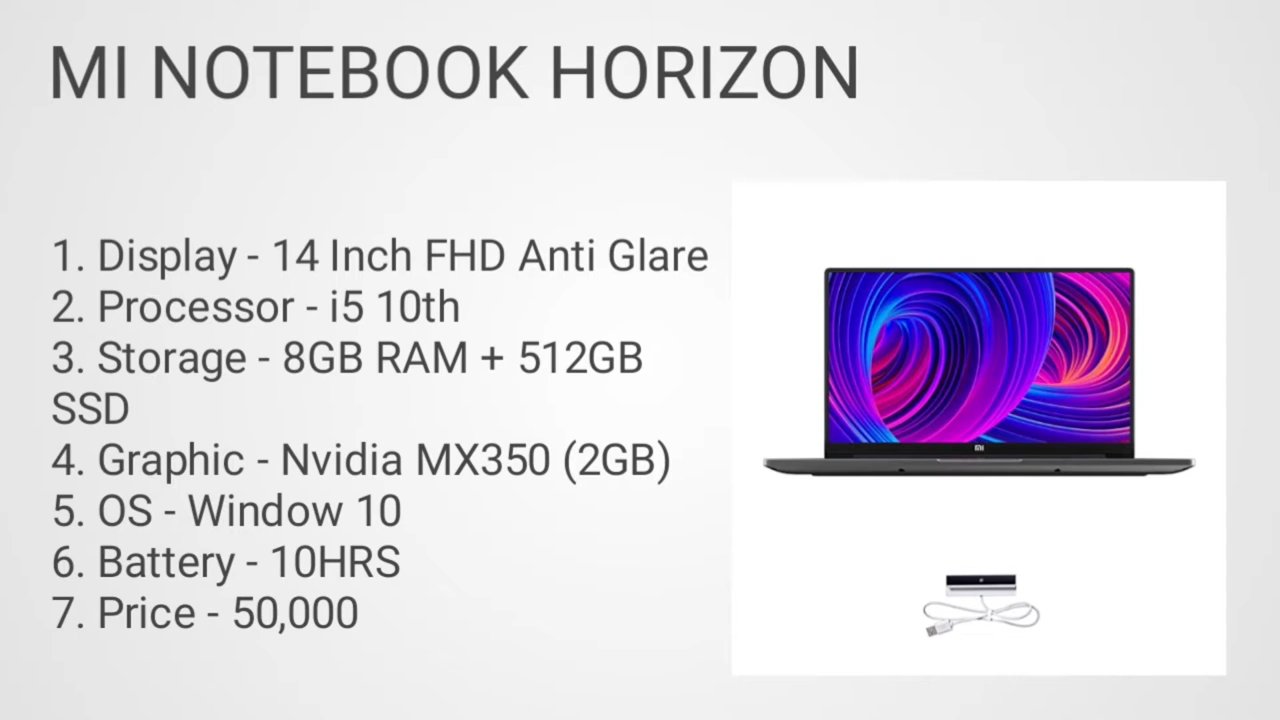 MI NOTEBOOK HORIZON
1. Display - 14 Inch FHD Anti Glare
2. Processor - i5 10th
3. Storage - 8GB RAM + 512GB
SSD
4. Graphic - Nvidia MX350 (2GB)
5. OS - Window 10
6. Battery - 10HRS
7. Price - 50,000
mi